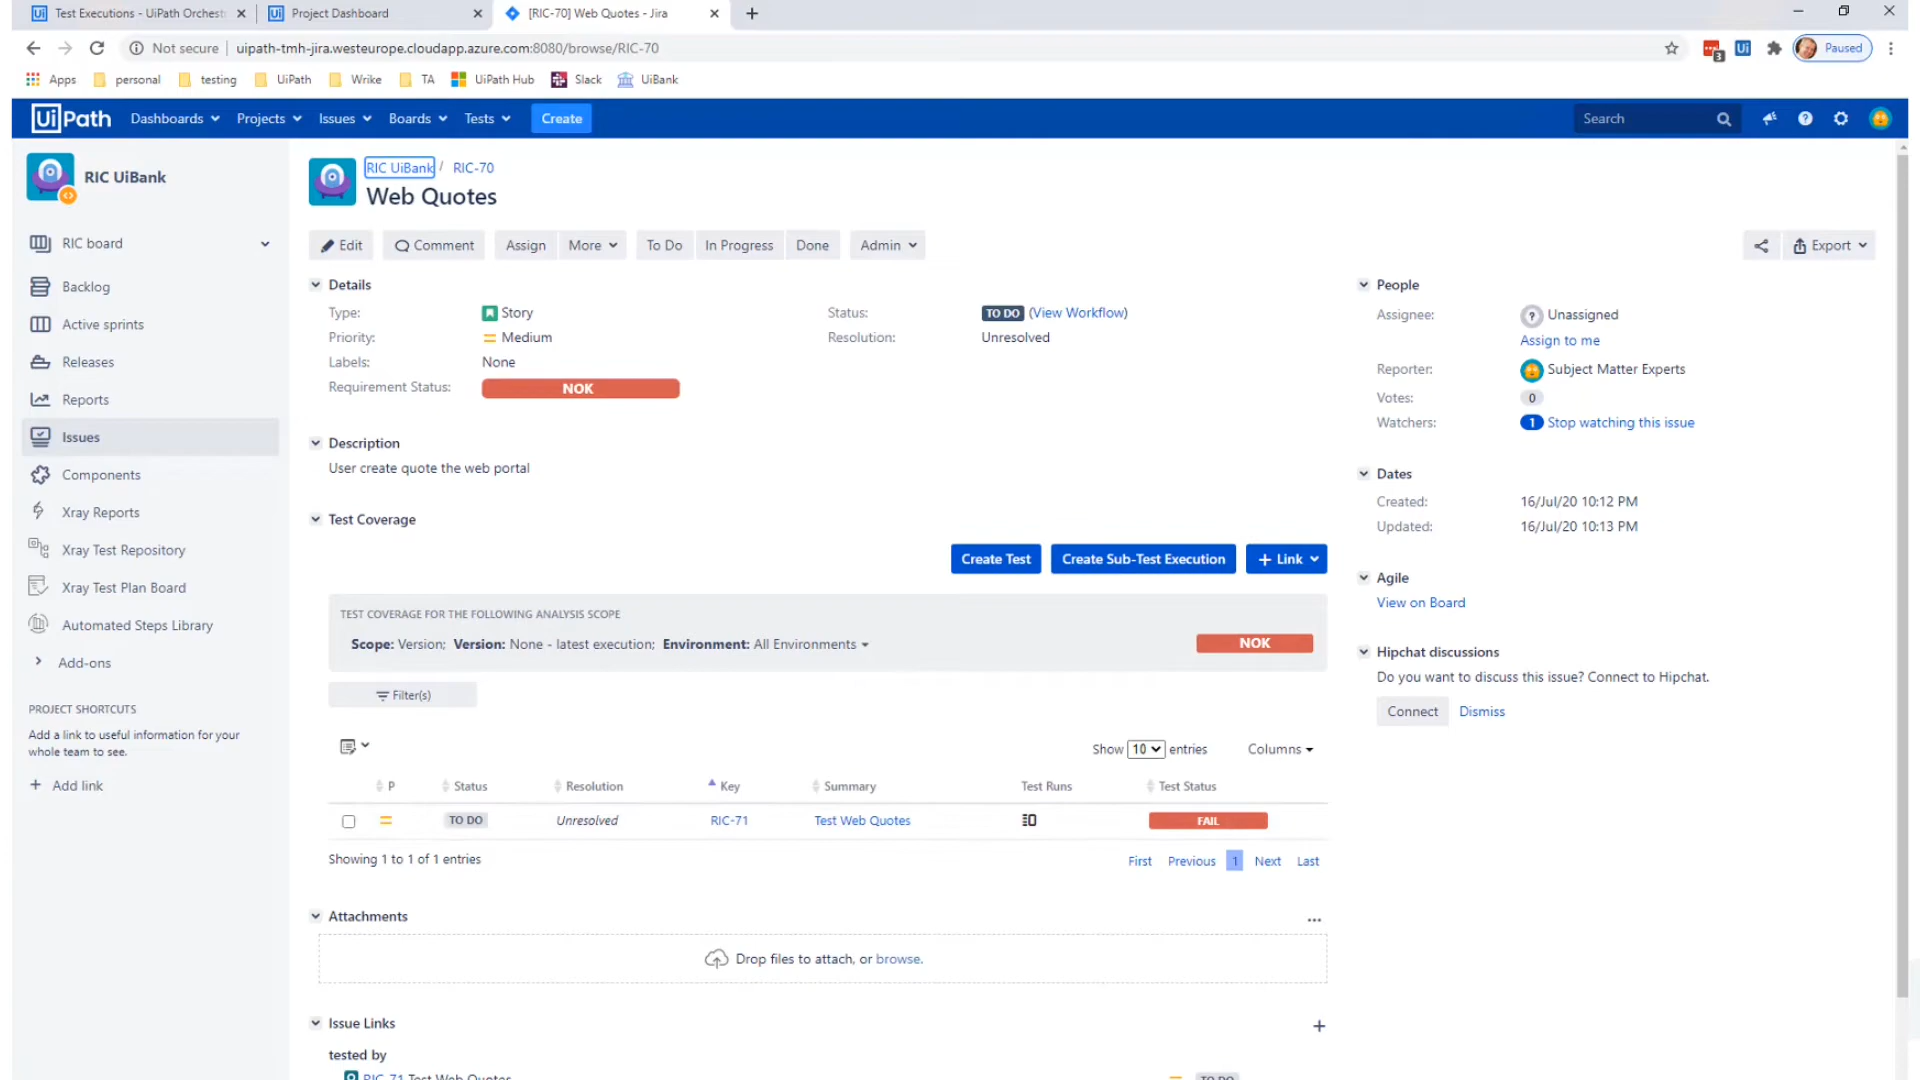 Test Executions - UiPath Orchest
Project Dashboard
[RIC-70] Web Quotes - Jira
Not secure
uipath-tmh-jira.westeurope.cloudapp.azure.com:8080/browse/RIC-70
3
Ui
Paused
Apps
personal
testing
UiPath
Wrike
TA
UiPath Hub
Slack
UiBank
UiPath
Dashboards
Projects
Issues
Boards
Tests
Create
Search
RIC UiBank
RIC board
Backlog
Active sprints
Releases
Reports
Issues
Components
Xray Reports
Xray Test Repository
Xray Test Plan Board
Automated Steps Library
Add-ons
PROJECT SHORTCUTS
Add a link to useful information for your
whole team to see.
+ Add link
RIC UiBank / RIC-70
Web Quotes
Edit
Comment
Assign
More
To Do
In Progress
Done
Admin
Export
Details
Type: Story
Status: TO DO (View Workflow)
Priority: Medium
Resolution: Unresolved
Labels: None
Requirement Status: NOK
Description
User create quote the web portal
Test Coverage
Create Test
Create Sub-Test Execution
+ Link
TEST COVERAGE FOR THE FOLLOWING ANALYSIS SCOPE
Scope: Version; Version: None - latest execution; Environment: All Environments
NOK
Filter(s)
Show 10 entries
Columns
P Status Resolution Key Summary Test Runs Test Status
TO DO Unresolved RIC-71 Test Web Quotes FAIL
Showing 1 to 1 of 1 entries
First Previous 1 Next Last
Attachments
Drop files to attach, or browse.
Issue Links
tested by
RIC-71 Test Web Quotes TO DO
People
Assignee: Unassigned
Assign to me
Reporter: Subject Matter Experts
Votes: 0
Watchers: 1 Stop watching this issue
Dates
Created: 16/Jul/20 10:12 PM
Updated: 16/Jul/20 10:13 PM
Agile
View on Board
Hipchat discussions
Do you want to discuss this issue? Connect to Hipchat.
Connect
Dismiss